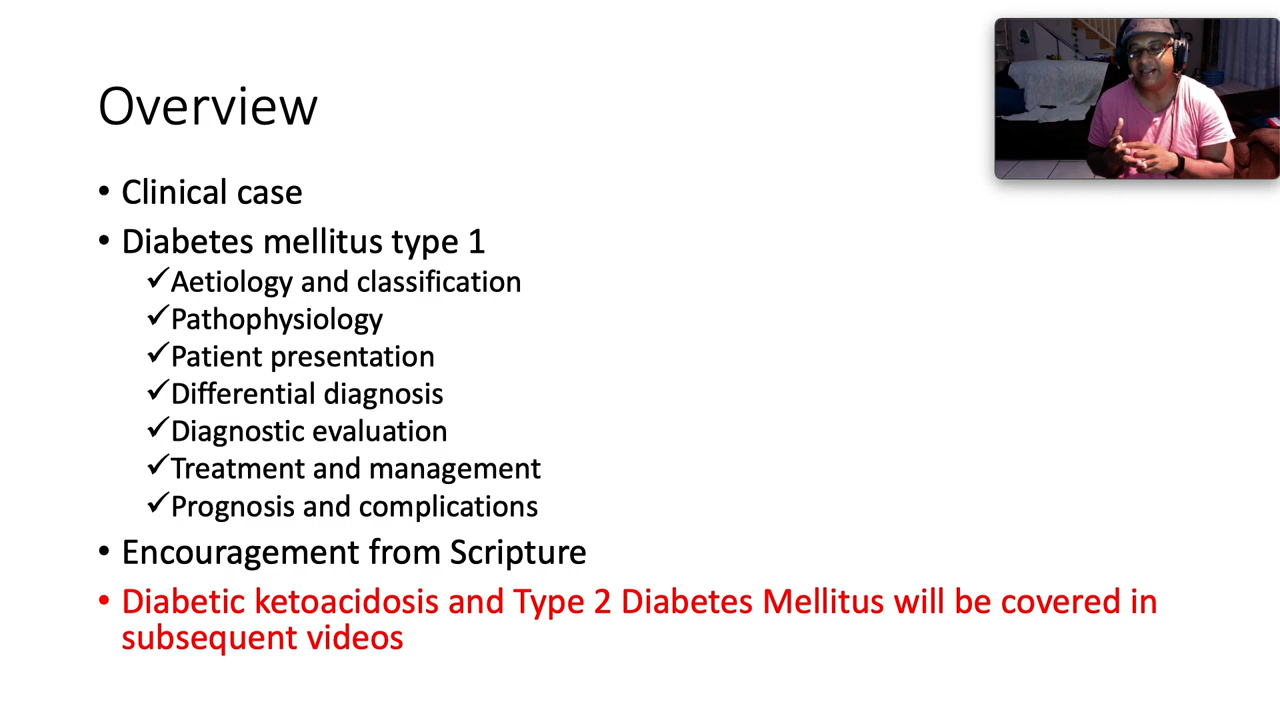 Overview
• Clinical case
• Diabetes mellitus type 1
✓Aetiology and classification
✓Pathophysiology
✓Patient presentation
✓Differential diagnosis
✓Diagnostic evaluation
✓Treatment and management
✓Prognosis and complications
• Encouragement from Scripture
• Diabetic ketoacidosis and Type 2 Diabetes Mellitus will be covered in
subsequent videos